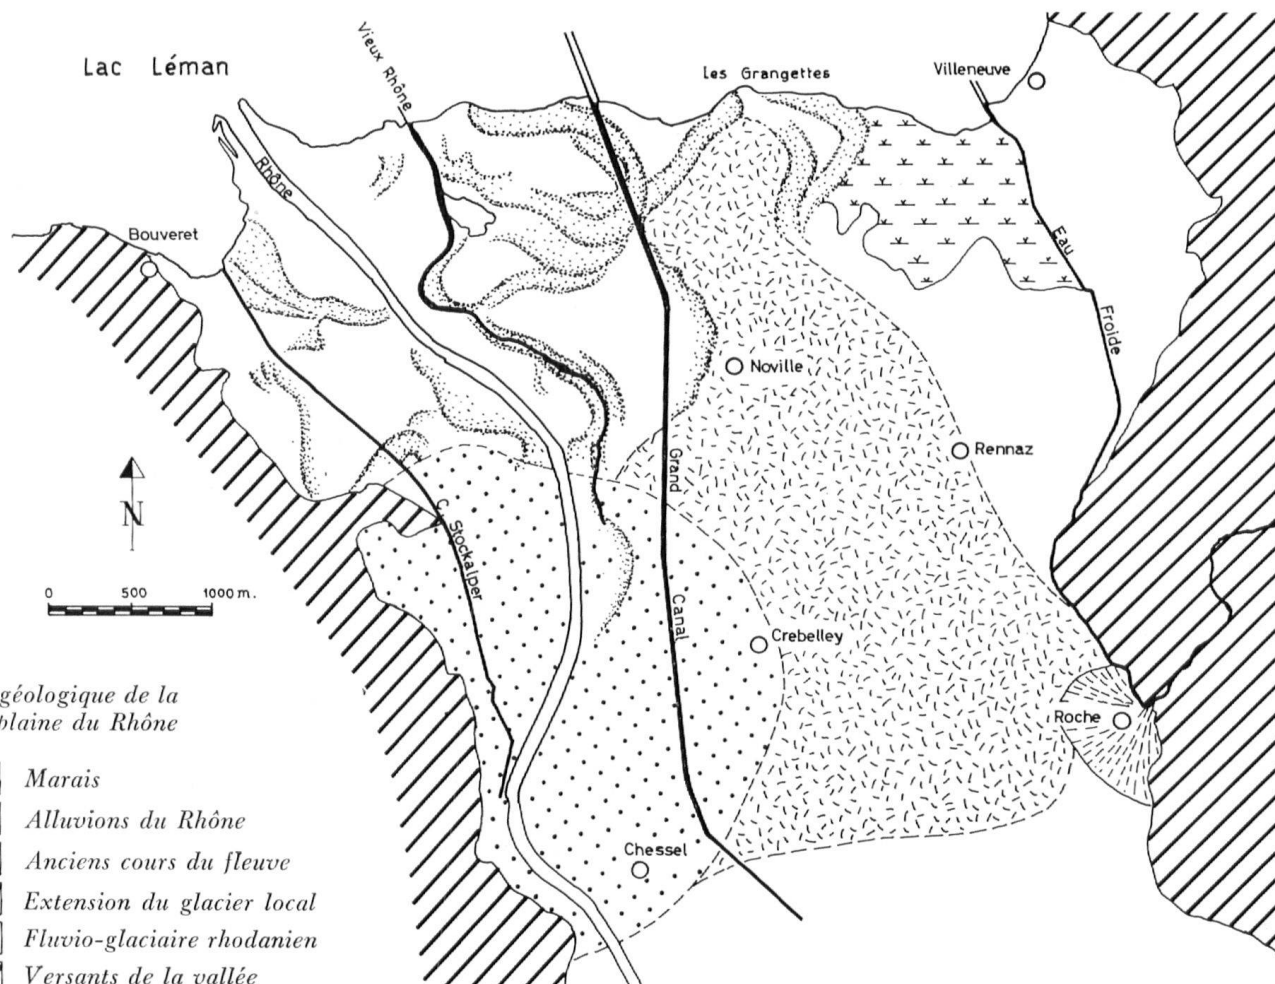 Lac Léman
Vieux Rhône
Les Grangettes
Villeneuve
Rhône
Bouveret
Eau Froide
Noville
Rennaz
N
Grand Canal
C. Stockalper
0 500 1000 m.
Crebelley
Roche
Chessel
géologique de la
plaine du Rhône
Marais
Alluvions du Rhône
Anciens cours du fleuve
Extension du glacier local
Fluvio-glaciaire rhodanien
Versants de la vallée